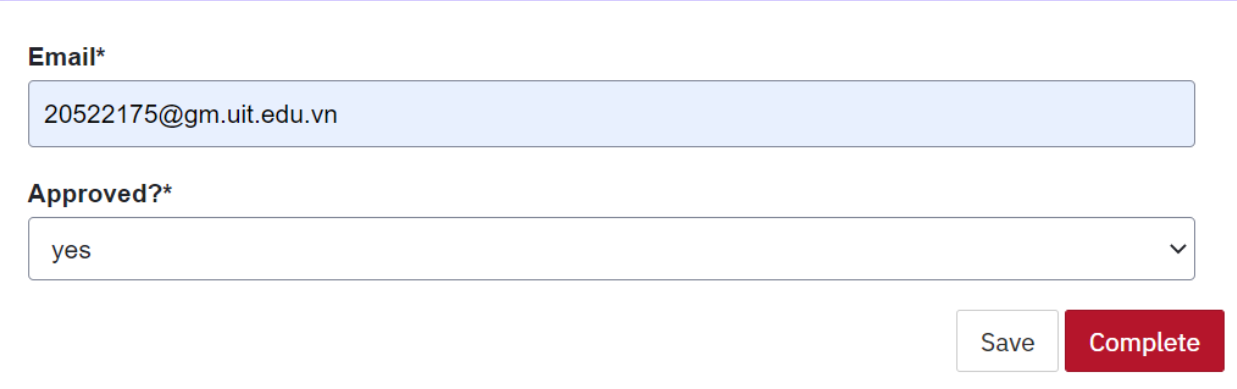 Email*
20522175@gm.uit.edu.vn
Approved?*
yes
Save Complete